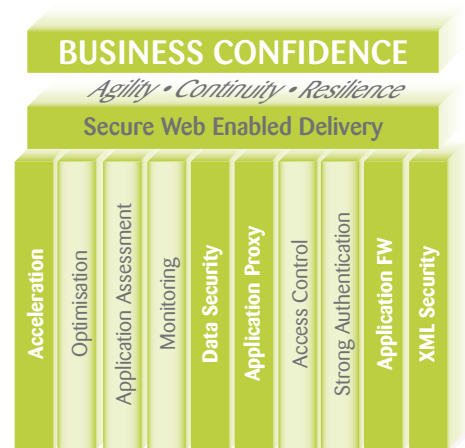 BUSINESS CONFIDENCE
Agility • Continuity • Resilience
Secure Web Enabled Delivery
Acceleration
Optimisation
Application Assessment
Monitoring
Data Security
Application Proxy
Access Control
Strong Authentication
Application FW
XML Security